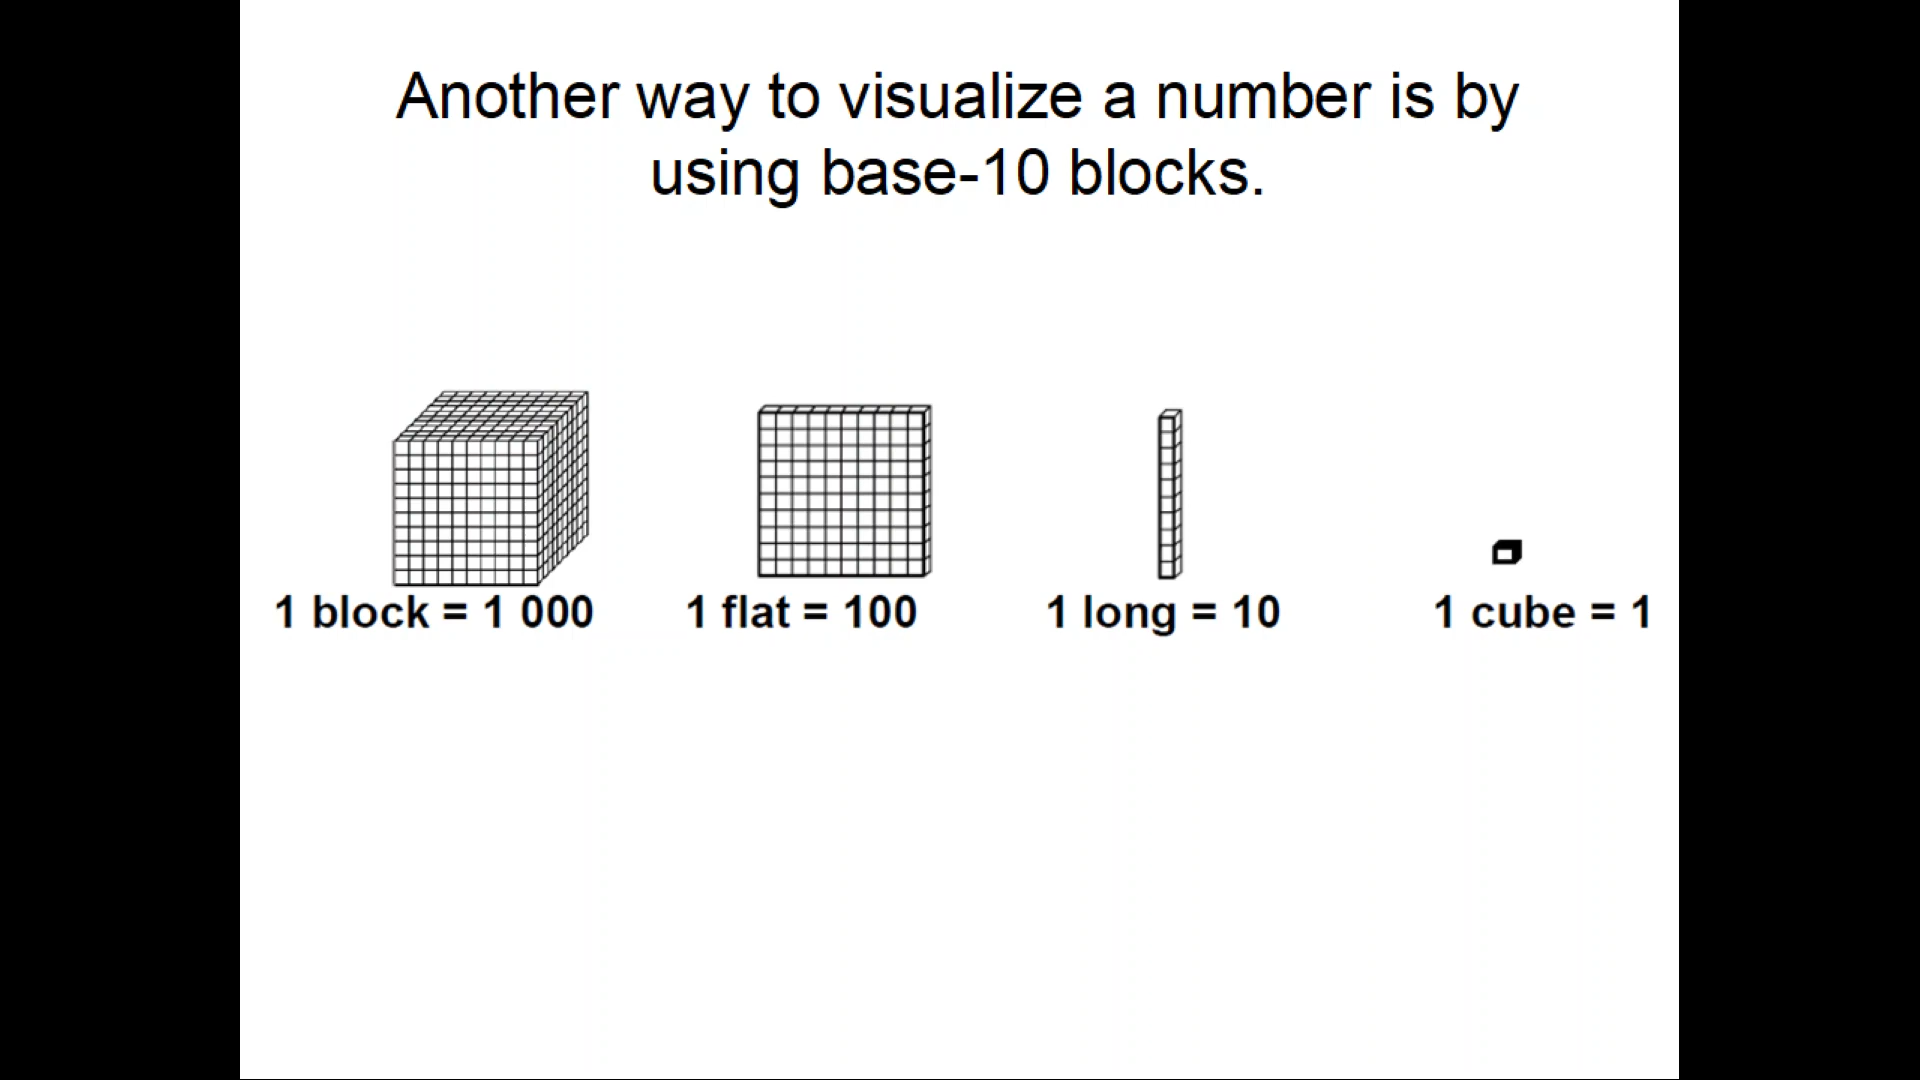 Another way to visualize a number is by
using base-10 blocks.
1 block = 1 000
1 flat = 100
1 long = 10
1 cube = 1